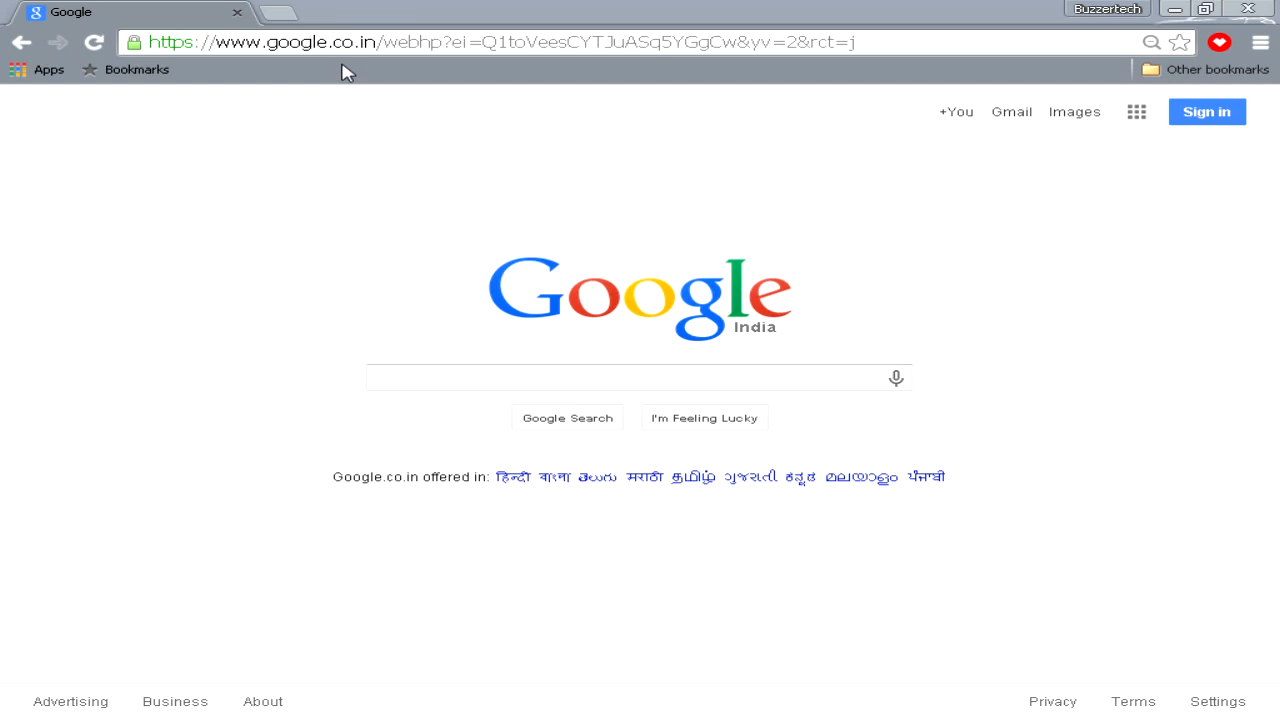 Google
Buzzertech
https://www.google.co.in/webhp?ei=Q1toVeesCYTJuASq5YGgCw&yv=2&rct=j
Apps Bookmarks Other bookmarks
+You Gmail Images Sign in
Google
India
Google Search I'm Feeling Lucky
Google.co.in offered in: हिन्दी বাংলা తెలుగు मराठी தமிழ் ગુજરાતી ಕನ್ನಡ മലയാളം ਪੰਜਾਬੀ
Advertising Business About Privacy Terms Settings